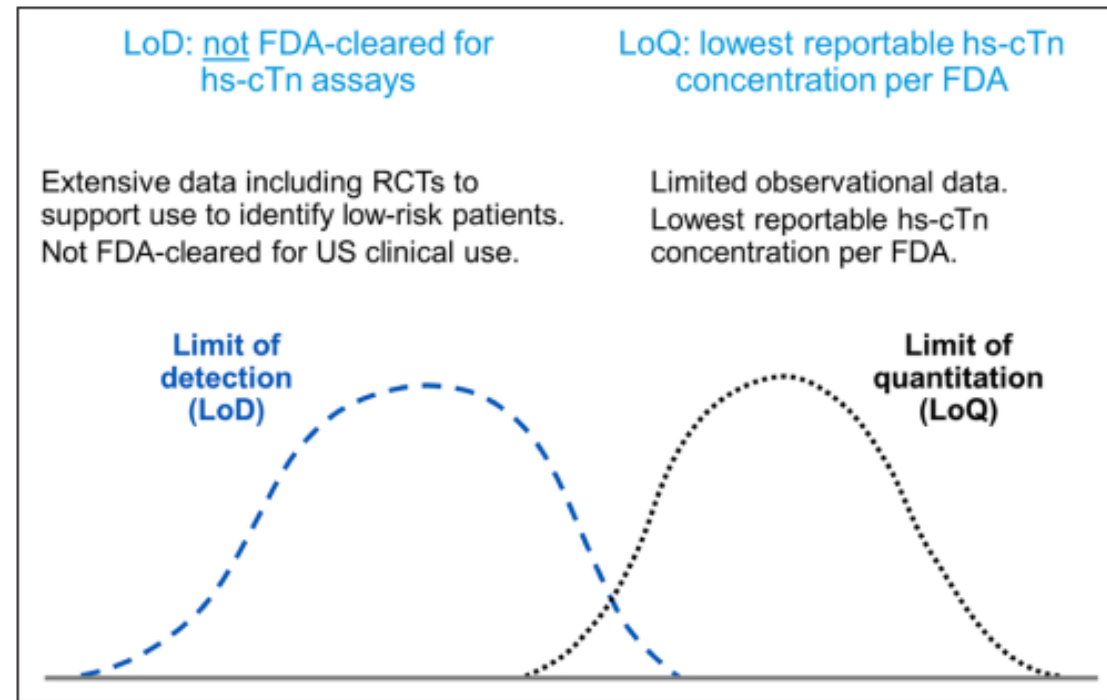 LoD: not FDA-cleared for
hs-cTn assays
LoQ: lowest reportable hs-cTn
concentration per FDA
Extensive data including RCTs to
support use to identify low-risk patients.
Not FDA-cleared for US clinical use.
Limited observational data.
Lowest reportable hs-cTn
concentration per FDA.
Limit of
detection
(LoD)
Limit of
quantitation
(LoQ)